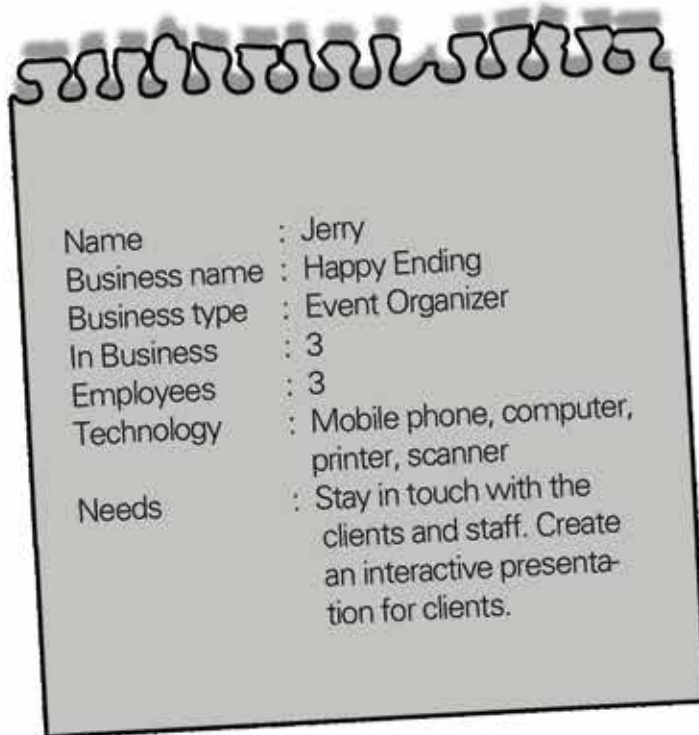 Name : Jerry
Business name : Happy Ending
Business type : Event Organizer
In Business : 3
Employees : 3
Technology : Mobile phone, computer,
printer, scanner
Needs : Stay in touch with the
clients and staff. Create
an interactive presenta-
tion for clients.